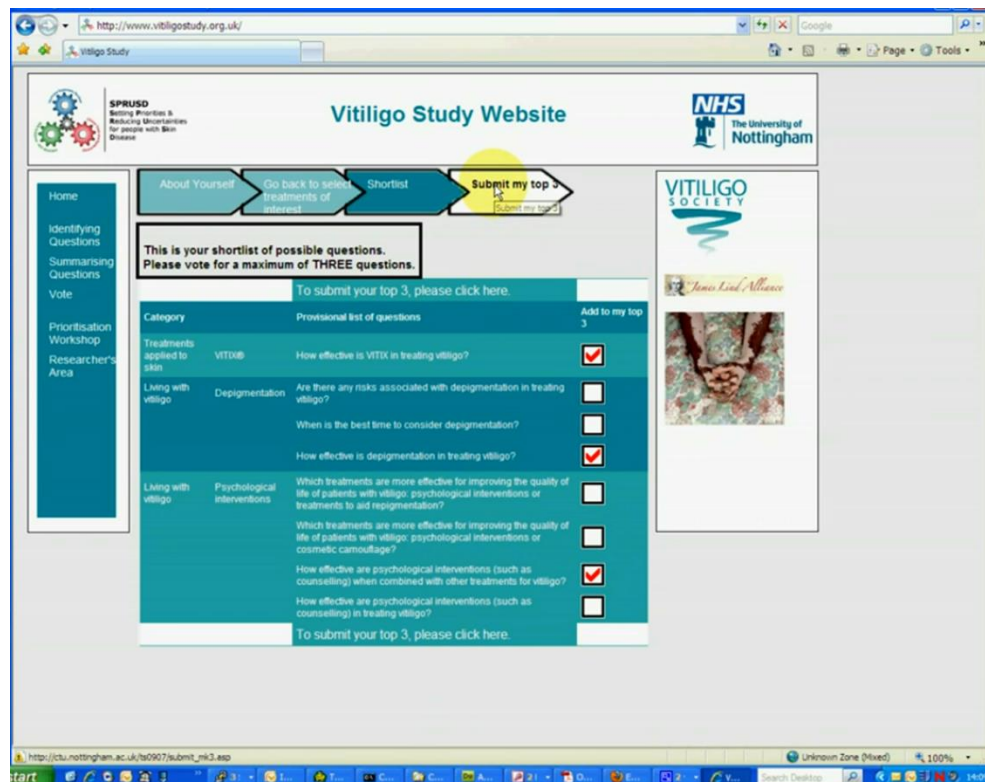 http://www.vitiligostudy.org.uk/
Google
Vitiligo Study
Page
Tools
SPRUSD
Setting Priorities &
Reducing Uncertainties
for people with Skin
Disease
Vitiligo Study Website
NHS
The University of
Nottingham
About Yourself
Go back to select
treatments of
interest
Shortlist
Submit my top 3
Submit my top 3
Home
Identifying
Questions
Summarising
Questions
Vote
Prioritisation
Workshop
Researcher's
Area
This is your shortlist of possible questions.
Please vote for a maximum of THREE questions.
To submit your top 3, please click here.
Category
Provisional list of questions
Add to my top
3
Treatments
applied to
skin
VITIX®
How effective is VITIX in treating vitiligo?
Living with
vitiligo
Depigmentation
Are there any risks associated with depigmentation in treating
vitiligo?
When is the best time to consider depigmentation?
How effective is depigmentation in treating vitiligo?
Living with
vitiligo
Psychological
interventions
Which treatments are more effective for improving the quality of
life of patients with vitiligo: psychological interventions or
treatments to aid repigmentation?
Which treatments are more effective for improving the quality of
life of patients with vitiligo: psychological interventions or
cosmetic camouflage?
How effective are psychological interventions (such as
counselling) when combined with other treatments for vitiligo?
How effective are psychological interventions (such as
counselling) in treating vitiligo?
To submit your top 3, please click here.
VITILIGO
SOCIETY
James Lind Alliance
http://ctu.nottingham.ac.uk/ts0907/submit_mk3.asp
Unknown Zone (Mixed)
100%
start
Search Desktop